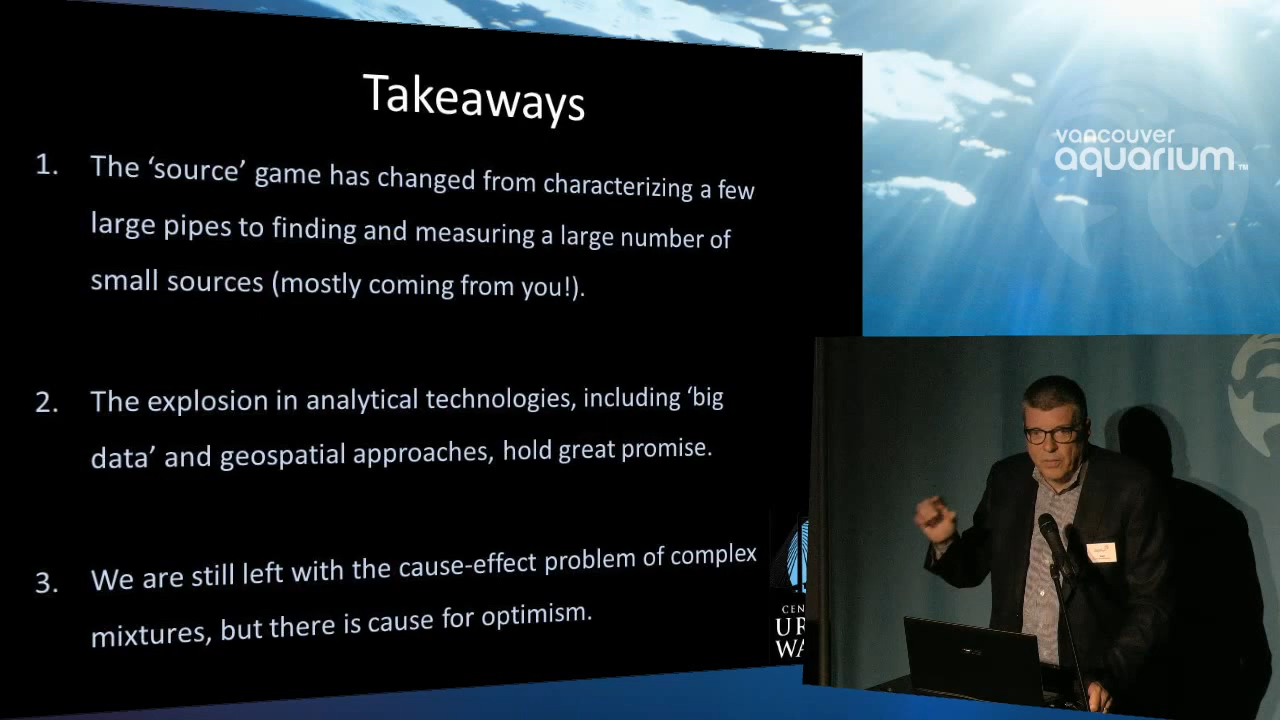 Takeaways
1. The ‘source’ game has changed from characterizing a few
large pipes to finding and measuring a large number of
small sources (mostly coming from you!).
2. The explosion in analytical technologies, including ‘big
data’ and geospatial approaches, hold great promise.
3. We are still left with the cause-effect problem of complex
mixtures, but there is cause for optimism.
vancouver
aquarium™